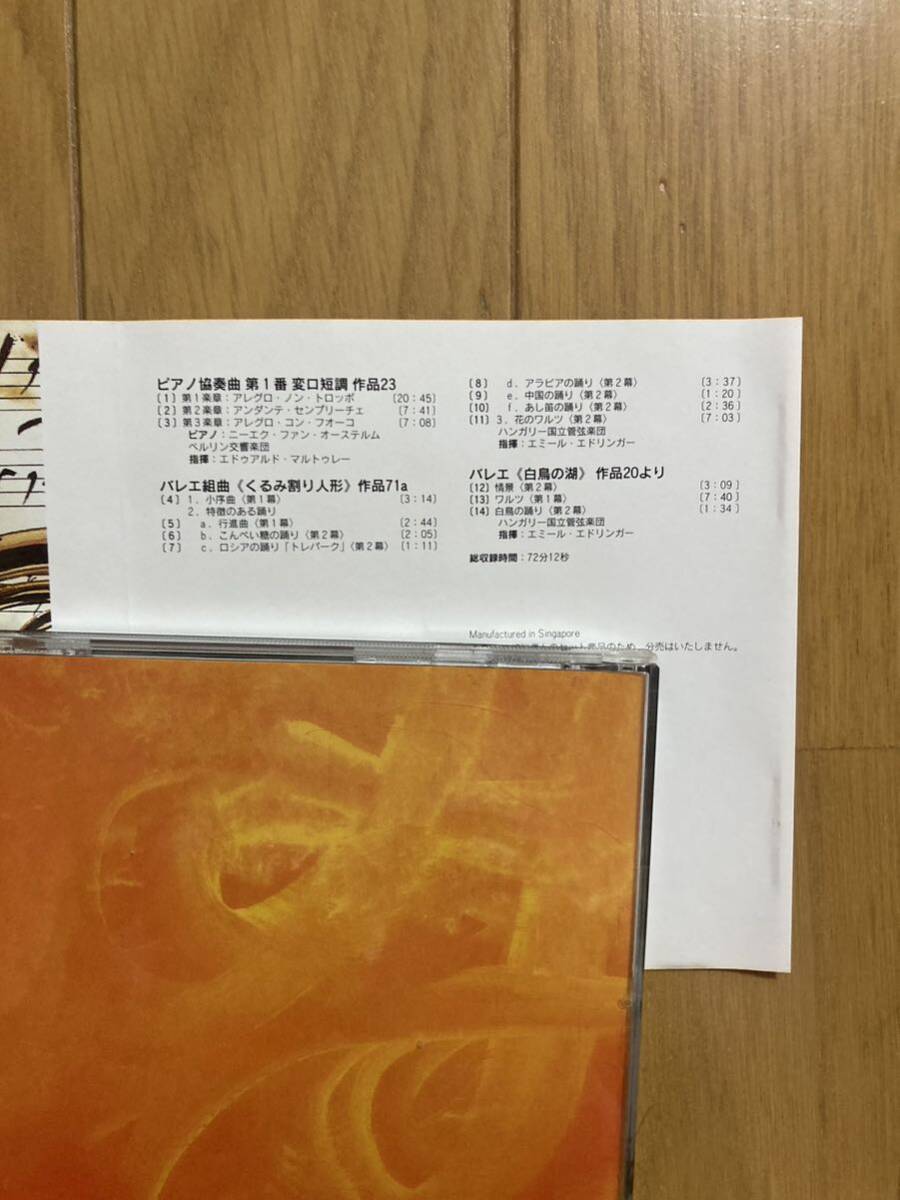 ピアノ協奏曲 第1番 変ロ短調 作品23
[1] 第1楽章：アレグロ・ノン・トロッポ [20:45]
[2] 第2楽章：アンダンテ・センプリーチェ [7:41]
[3] 第3楽章：アレグロ・コン・フオーコ [7:08]
ピアノ：ニーエク・ファン・オーステルム
ベルリン交響楽団
指揮：エドゥアルド・マルトゥレー
バレエ組曲《くるみ割り人形》作品71a
[4] 1．小序曲〈第1幕〉 [3:14]
2．特徴のある踊り
[5] a．行進曲〈第1幕〉 [2:44]
[6] b．こんぺい糖の踊り〈第2幕〉 [2:05]
[7] c．ロシアの踊り「トレパーク」〈第2幕〉 [1:11]
[8] d．アラビアの踊り〈第2幕〉 [3:37]
[9] e．中国の踊り〈第2幕〉 [1:20]
[10] f．あし笛の踊り〈第2幕〉 [2:36]
[11] 3．花のワルツ〈第2幕〉 [7:03]
ハンガリー国立管弦楽団
指揮：エミール・エドリンガー
バレエ《白鳥の湖》 作品20より
[12] 情景〈第2幕〉 [3:09]
[13] ワルツ〈第1幕〉 [7:40]
[14] 白鳥の踊り〈第2幕〉 [1:34]
ハンガリー国立管弦楽団
指揮：エミール・エドリンガー
総収録時間：72分12秒
Manufactured in Singapore
のため、分売はいたしません。